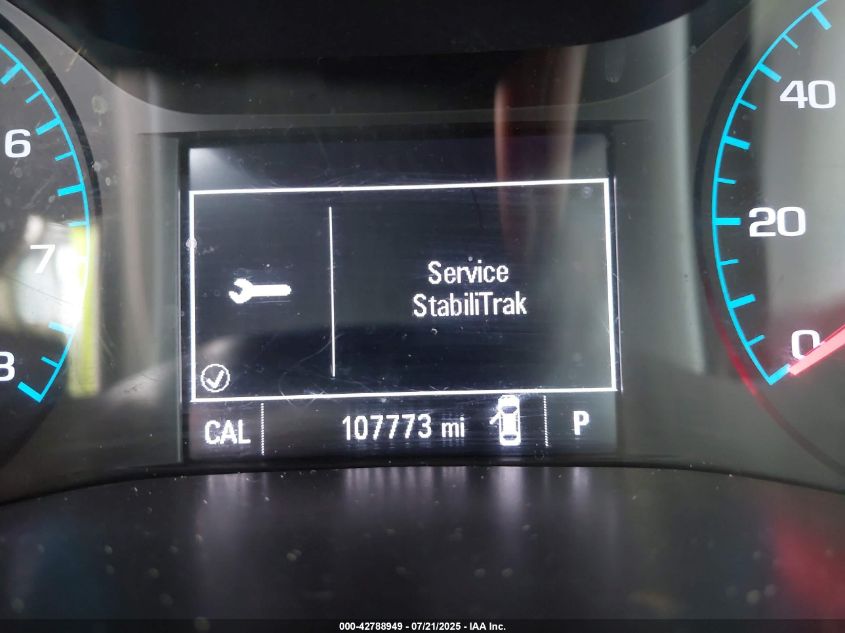 6
7
8
Service
StabiliTrak
CAL 107773 mi P
40
20
0
000-42788949 - 07/21/2025 - IAA Inc.